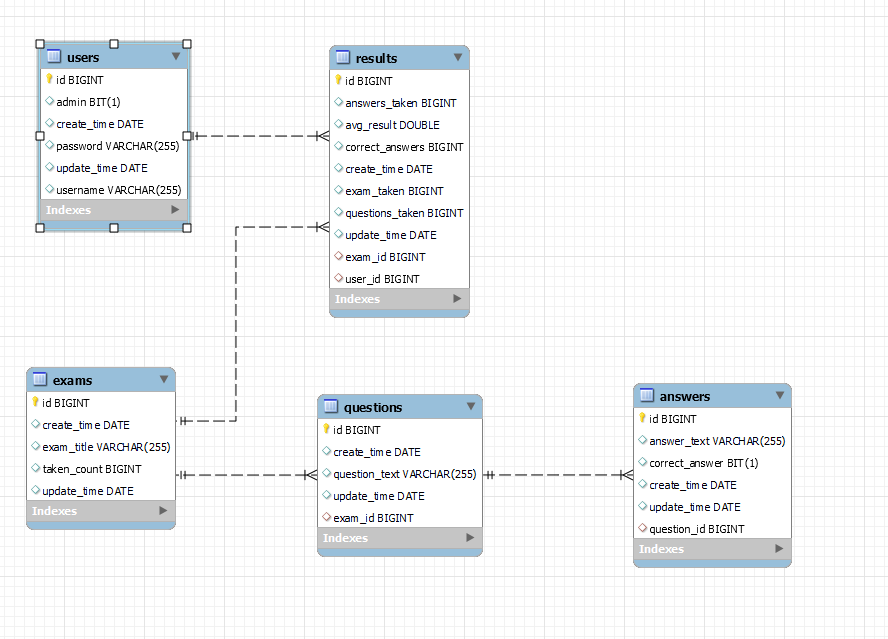 users
id BIGINT
admin BIT(1)
create_time DATE
password VARCHAR(255)
update_time DATE
username VARCHAR(255)
Indexes
results
id BIGINT
answers_taken BIGINT
avg_result DOUBLE
correct_answers BIGINT
create_time DATE
exam_taken BIGINT
questions_taken BIGINT
update_time DATE
exam_id BIGINT
user_id BIGINT
Indexes
exams
id BIGINT
create_time DATE
exam_title VARCHAR(255)
taken_count BIGINT
update_time DATE
Indexes
questions
id BIGINT
create_time DATE
question_text VARCHAR(255)
update_time DATE
exam_id BIGINT
Indexes
answers
id BIGINT
answer_text VARCHAR(255)
correct_answer BIT(1)
create_time DATE
update_time DATE
question_id BIGINT
Indexes